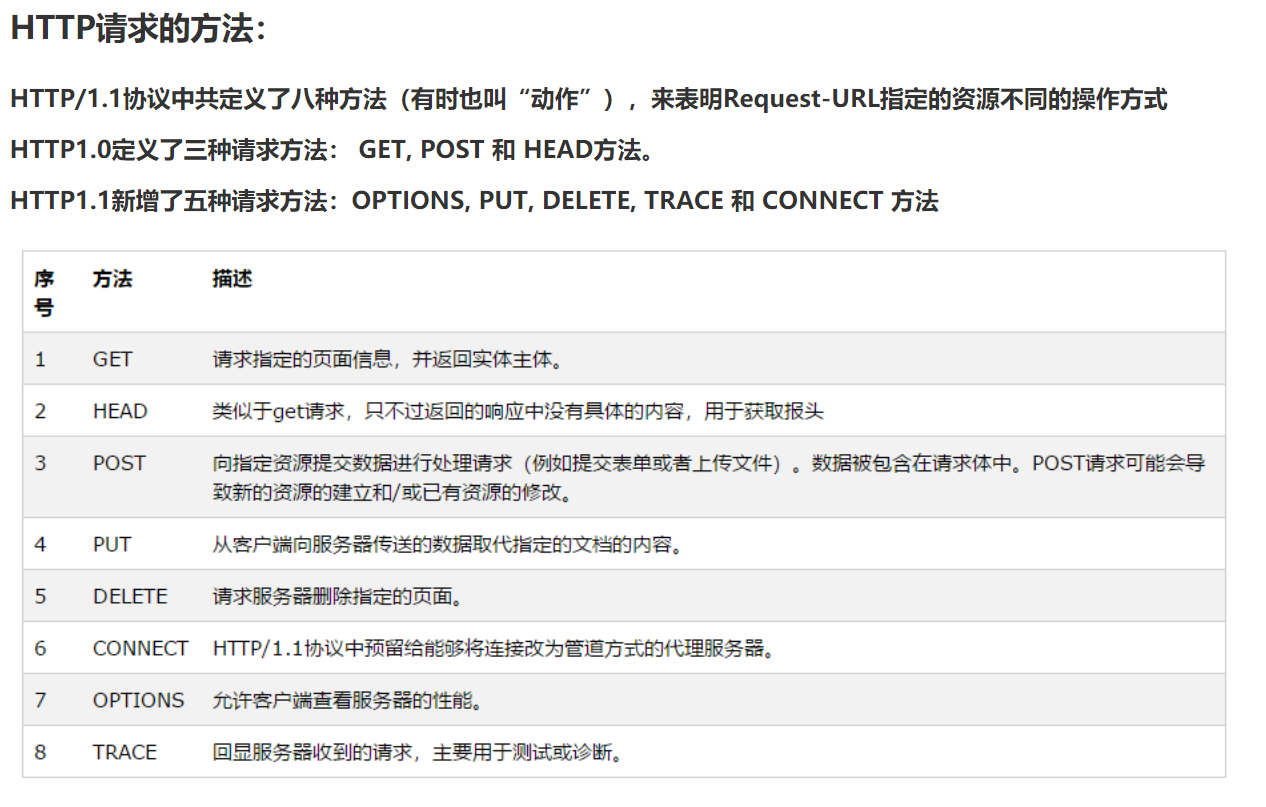 HTTP请求的方法：
HTTP/1.1协议中共定义了八种方法（有时也叫“动作”），来表明Request-URL指定的资源不同的操作方式
HTTP1.0定义了三种请求方法： GET, POST 和 HEAD方法。
HTTP1.1新增了五种请求方法：OPTIONS, PUT, DELETE, TRACE 和 CONNECT 方法
序号 方法 描述
1 GET 请求指定的页面信息，并返回实体主体。
2 HEAD 类似于get请求，只不过返回的响应中没有具体的内容，用于获取报头
3 POST 向指定资源提交数据进行处理请求（例如提交表单或者上传文件）。数据被包含在请求体中。POST请求可能会导
致新的资源的建立和/或已有资源的修改。
4 PUT 从客户端向服务器传送的数据取代指定的文档的内容。
5 DELETE 请求服务器删除指定的页面。
6 CONNECT HTTP/1.1协议中预留给能够将连接改为管道方式的代理服务器。
7 OPTIONS 允许客户端查看服务器的性能。
8 TRACE 回显服务器收到的请求，主要用于测试或诊断。